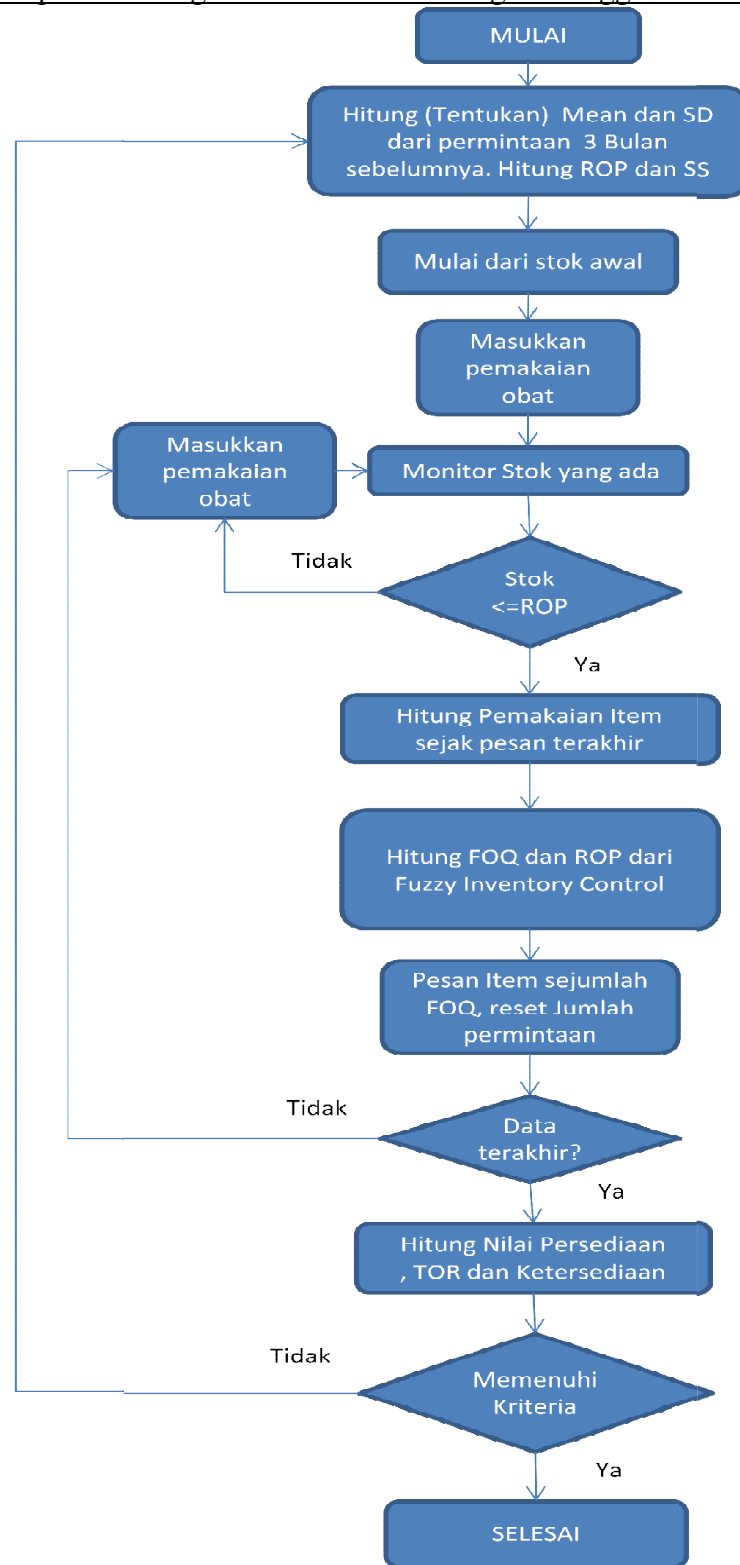 MULAI
Hitung (Tentukan) Mean dan SD
dari permintaan 3 Bulan
sebelumnya. Hitung ROP dan SS
Mulai dari stok awal
Masukkan
pemakaian
obat
Masukkan
pemakaian
obat
Monitor Stok yang ada
Tidak
Stok
<=ROP
Ya
Hitung Pemakaian Item
sejak pesan terakhir
Hitung FOQ dan ROP dari
Fuzzy Inventory Control
Pesan Item sejumlah
FOQ, reset Jumlah
permintaan
Tidak
Data
terakhir?
Ya
Hitung Nilai Persediaan
, TOR dan Ketersediaan
Tidak
Memenuhi
Kriteria
Ya
SELESAI